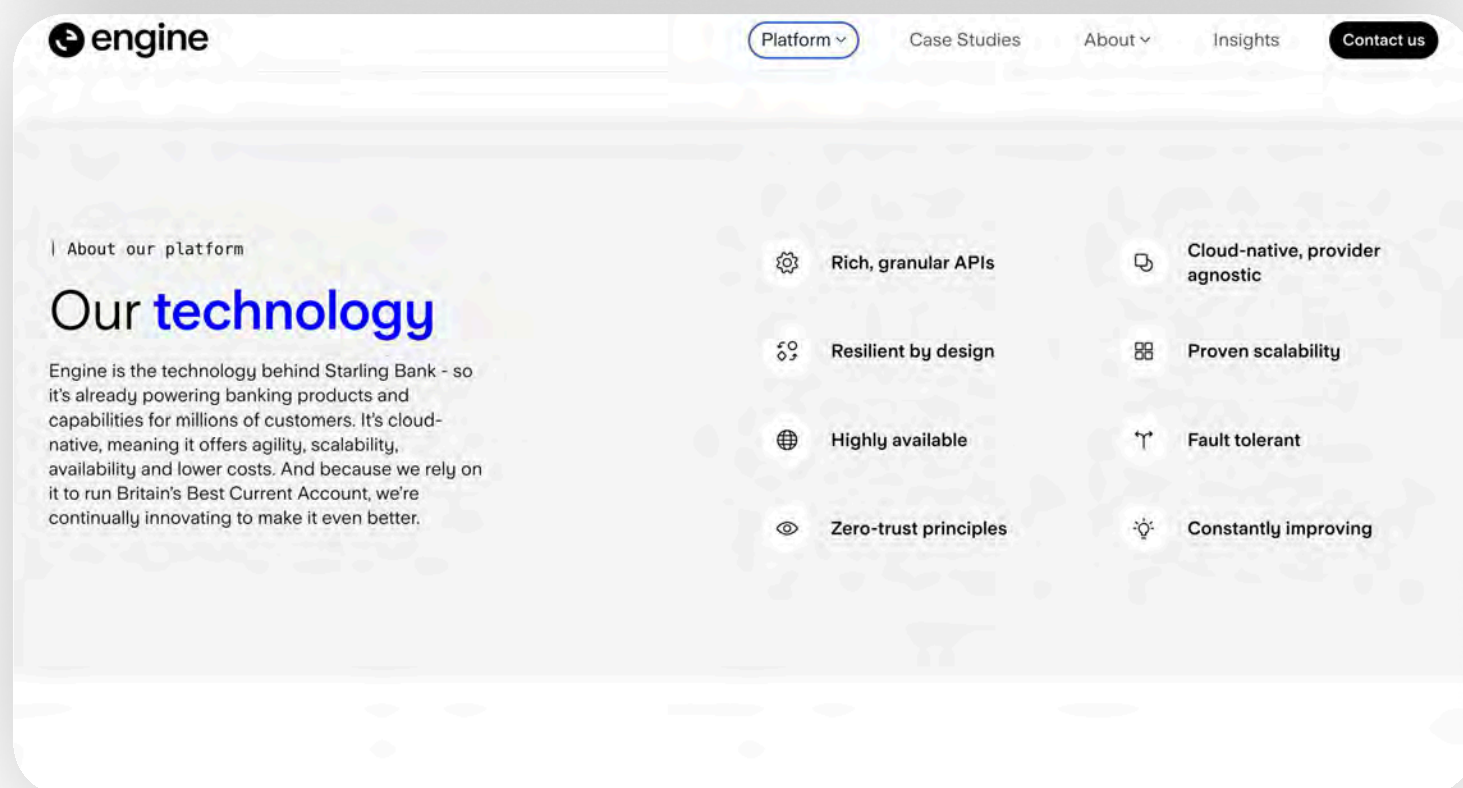 engine
Platform
Case Studies
About
Insights
Contact us
| About our platform
Our technology
Engine is the technology behind Starling Bank - so
it's already powering banking products and
capabilities for millions of customers. It's cloud-
native, meaning it offers agility, scalability,
availability and lower costs. And because we rely on
it to run Britain's Best Current Account, we're
continually innovating to make it even better.
Rich, granular APIs
Cloud-native, provider
agnostic
Resilient by design
Proven scalability
Highly available
Fault tolerant
Zero-trust principles
Constantly improving